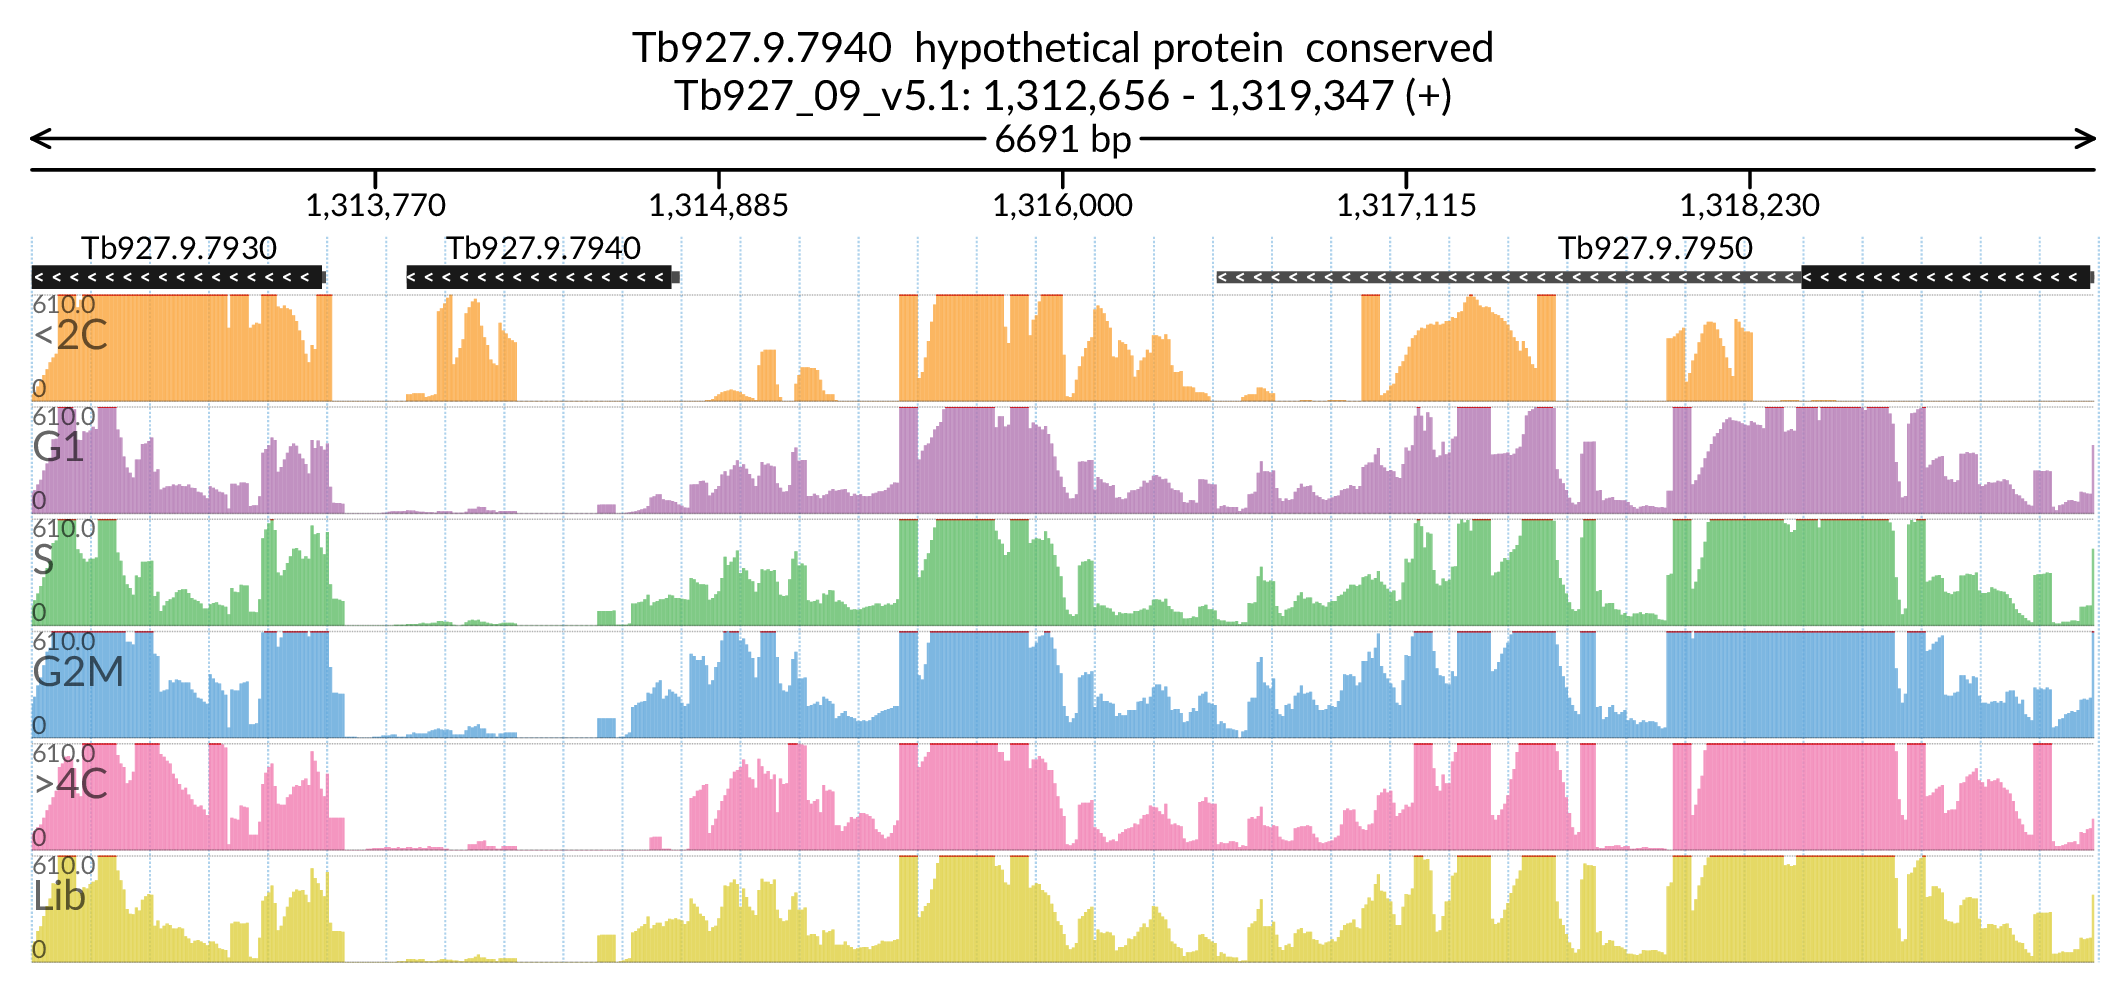 Tb927.9.7940  hypothetical protein  conserved
Tb927_09_v5.1: 1,312,656 - 1,319,347 (+)
6691 bp
1,313,770 1,314,885 1,316,000 1,317,115 1,318,230
Tb927.9.7930 Tb927.9.7940 Tb927.9.7950
610.0
<2C
0
610.0
G1
0
610.0
S
0
610.0
G2M
0
610.0
>4C
0
610.0
Lib
0